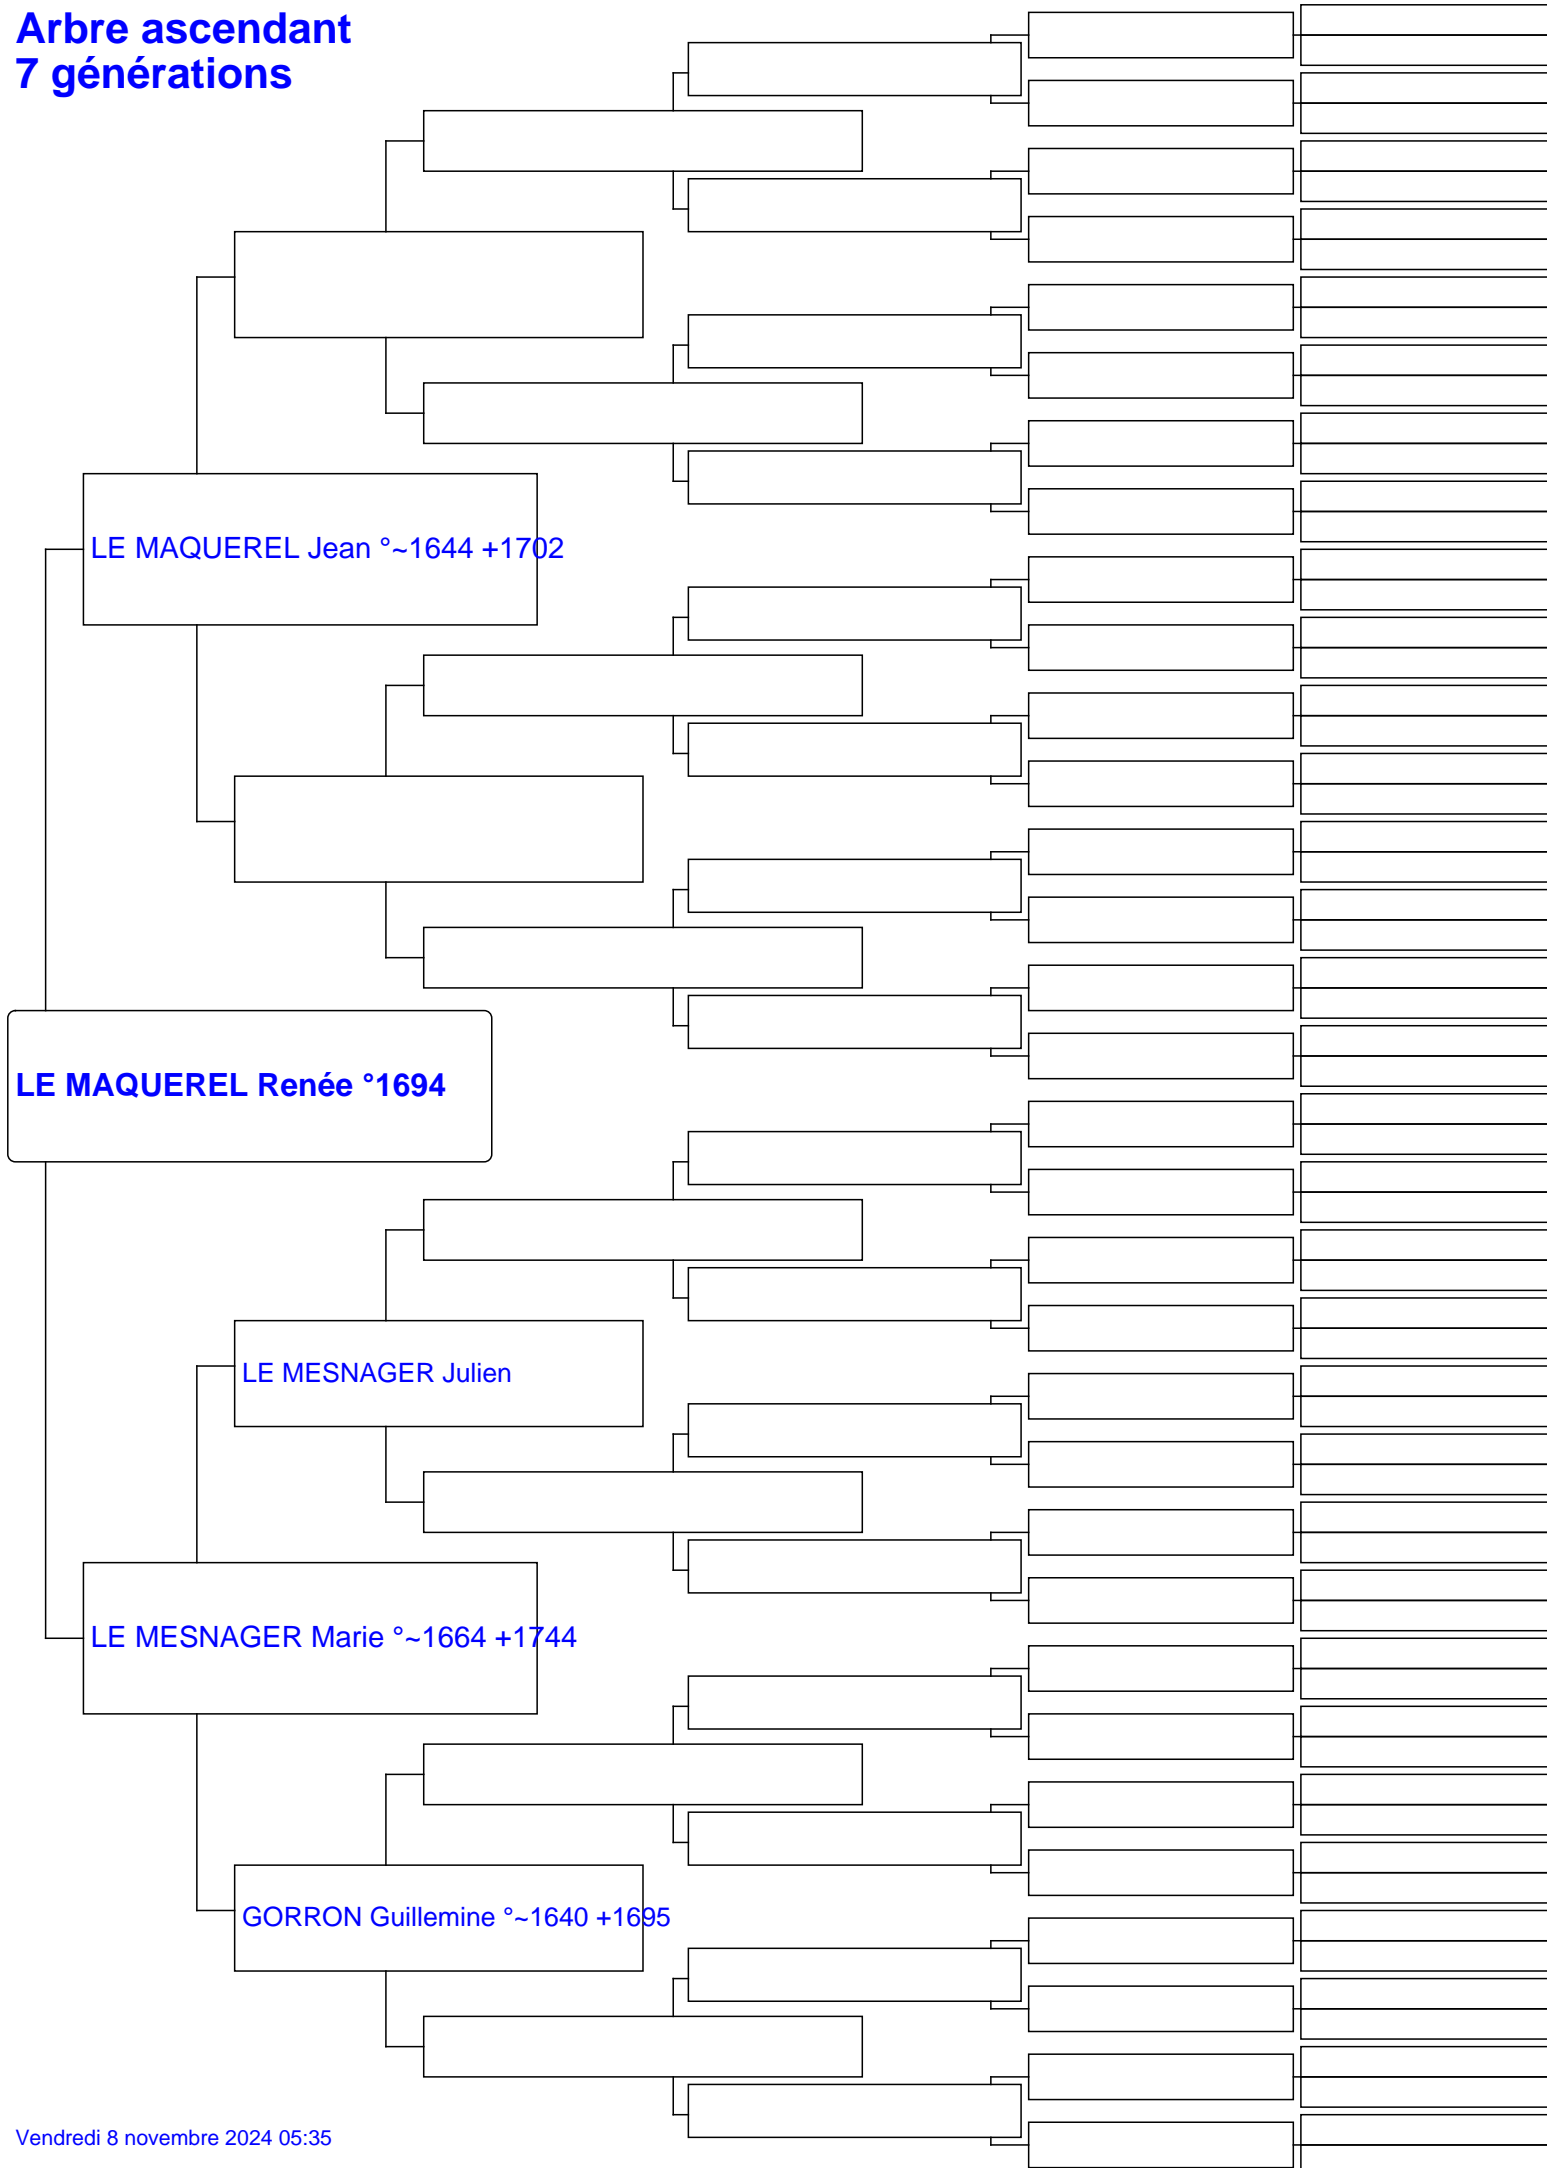 Arbre ascendant
7 générations
LE MAQUEREL Jean °~1644 +1702
LE MAQUEREL Renée °1694
LE MESNAGER Julien
LE MESNAGER Marie °~1664 +1744
GORRON Guillemine °~1640 +1695
Vendredi 8 novembre 2024 05:35